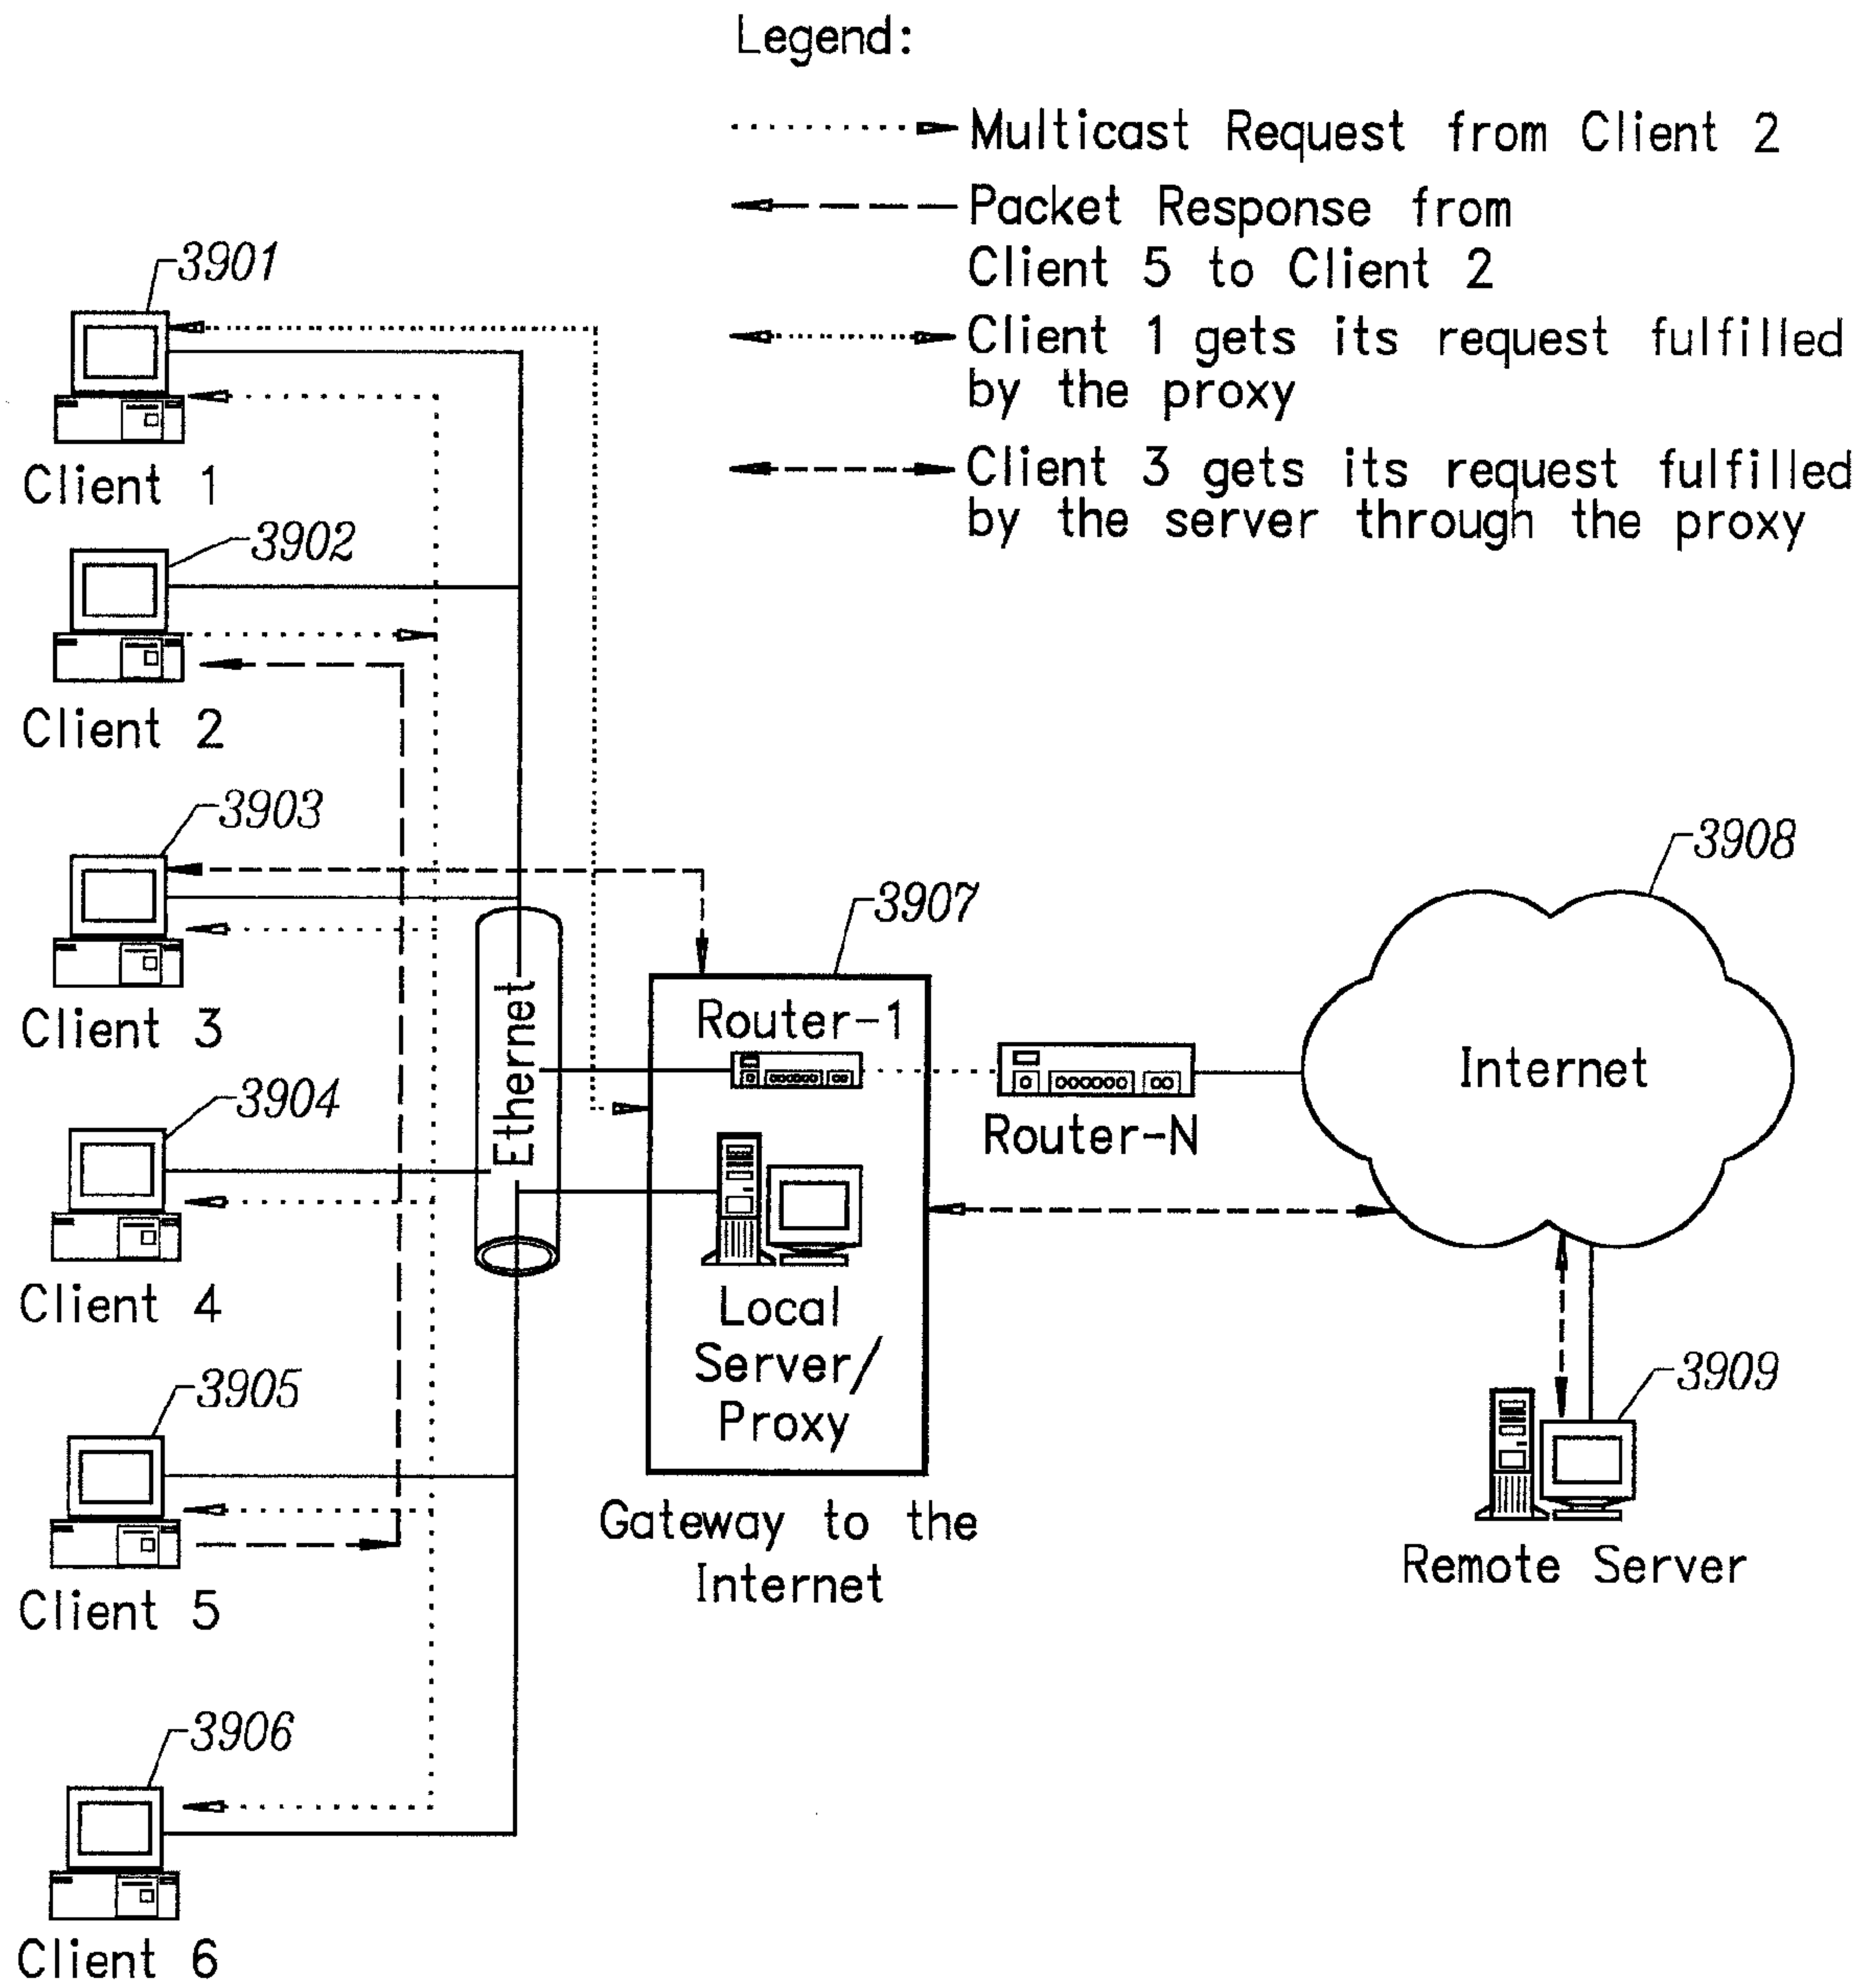 Legend:
Multicast Request from Client 2
Packet Response from
Client 5 to Client 2
Client 1 gets its request fulfilled
by the proxy
Client 3 gets its request fulfilled
by the server through the proxy
3901
Client 1
3902
Client 2
3903
Client 3
3904
Client 4
3905
Client 5
3906
Client 6
Ethernet
3907
Router-1
Local
Server/
Proxy
Gateway to the
Internet
Router-N
3908
Internet
3909
Remote Server